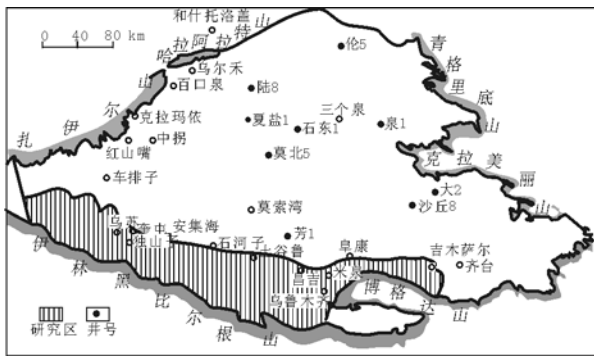 和什托洛盖
0 40 80 km
哈拉阿拉特山
乌尔禾
百口泉
伦5
青格里底山
陆8
扎伊尔山
克拉玛依
夏盐1
石东1
三个泉
泉1
红山嘴
中拐
莫北5
克拉美丽山
车排子
大2
莫索湾
沙丘8
乌苏
奎屯
安集海
独山子
石河子
芳1
阜康
吉木萨尔
奇台
昌吉
米泉
乌鲁木齐
博格达山
伊林黑比尔根山
研究区 井号